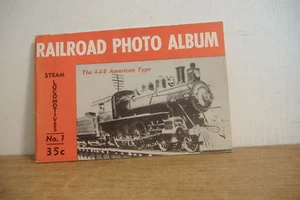 RAILROAD PHOTO ALBUM
The 4-4-0 American Type
STEAM
LOCOMOTIVES
No. 1
35c